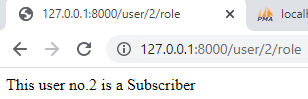 127.0.0.1:8000/user/2/role
localh
127.0.0.1:8000/user/2/role
This user no.2 is a Subscriber